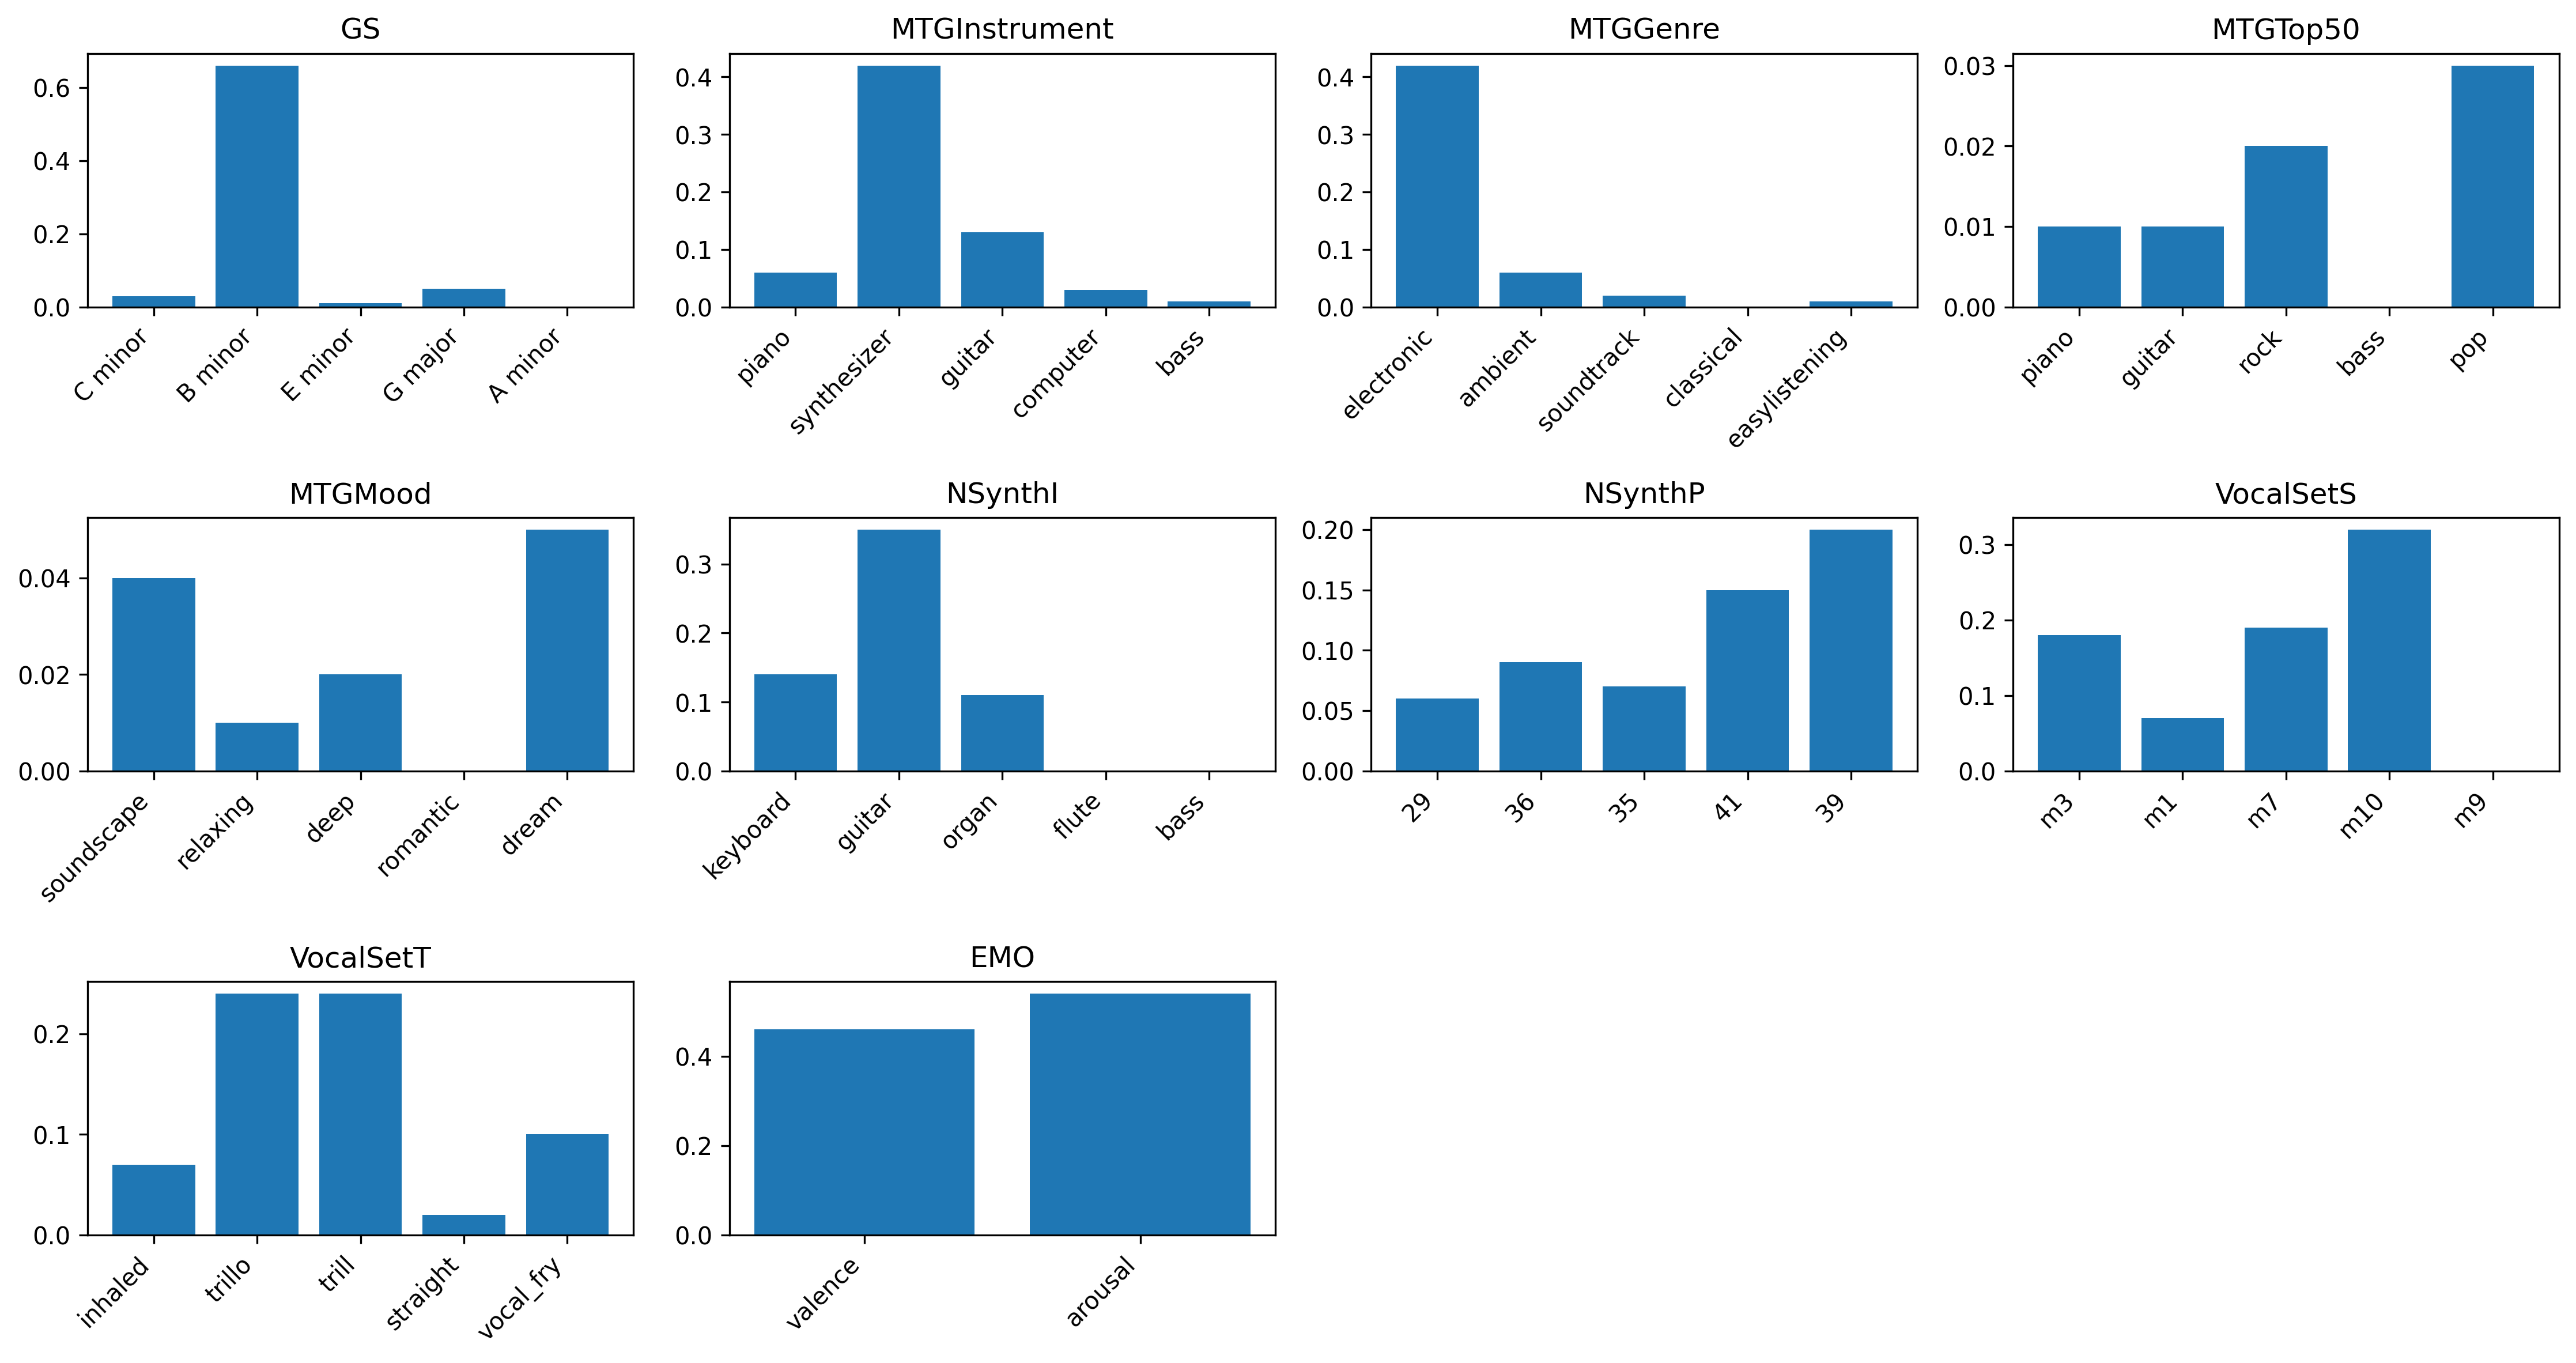 GS
0.6
0.4
0.2
0.0
C minor
B minor
E minor
G major
A minor
MTGInstrument
0.4
0.3
0.2
0.1
0.0
piano
synthesizer
guitar
computer
bass
MTGGenre
0.4
0.3
0.2
0.1
0.0
electronic
ambient
soundtrack
classical
easylistening
MTGTop50
0.03
0.02
0.01
0.00
piano
guitar
rock
bass
pop
MTGMood
0.04
0.02
0.00
soundscape
relaxing
deep
romantic
dream
NSynthI
0.3
0.2
0.1
0.0
keyboard
guitar
organ
flute
bass
NSynthP
0.20
0.15
0.10
0.05
0.00
29
36
35
41
39
VocalSetS
0.3
0.2
0.1
0.0
m3
m1
m7
m10
m9
VocalSetT
0.2
0.1
0.0
inhaled
trillo
trill
straight
vocal_fry
EMO
0.4
0.2
0.0
valence
arousal